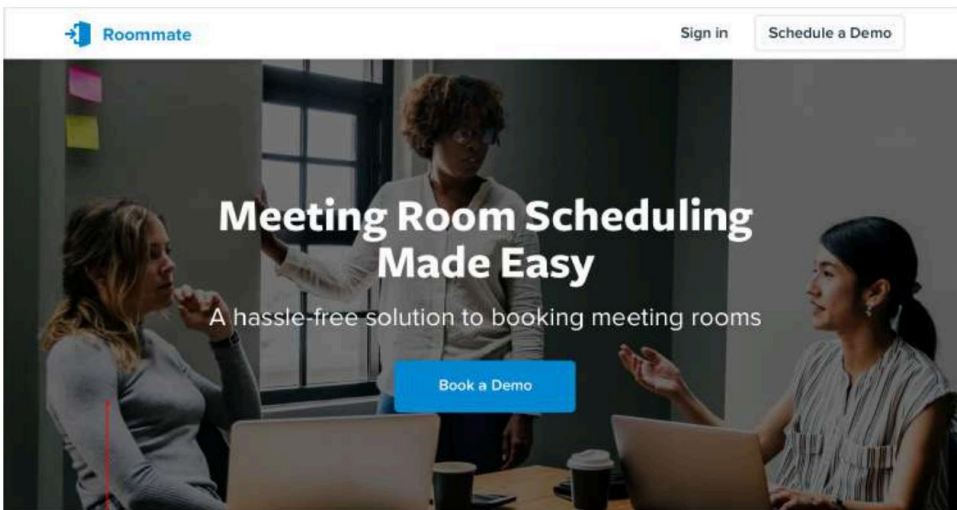 Roommate
Sign in
Schedule a Demo
Meeting Room Scheduling
Made Easy
A hassle-free solution to booking meeting rooms
Book a Demo